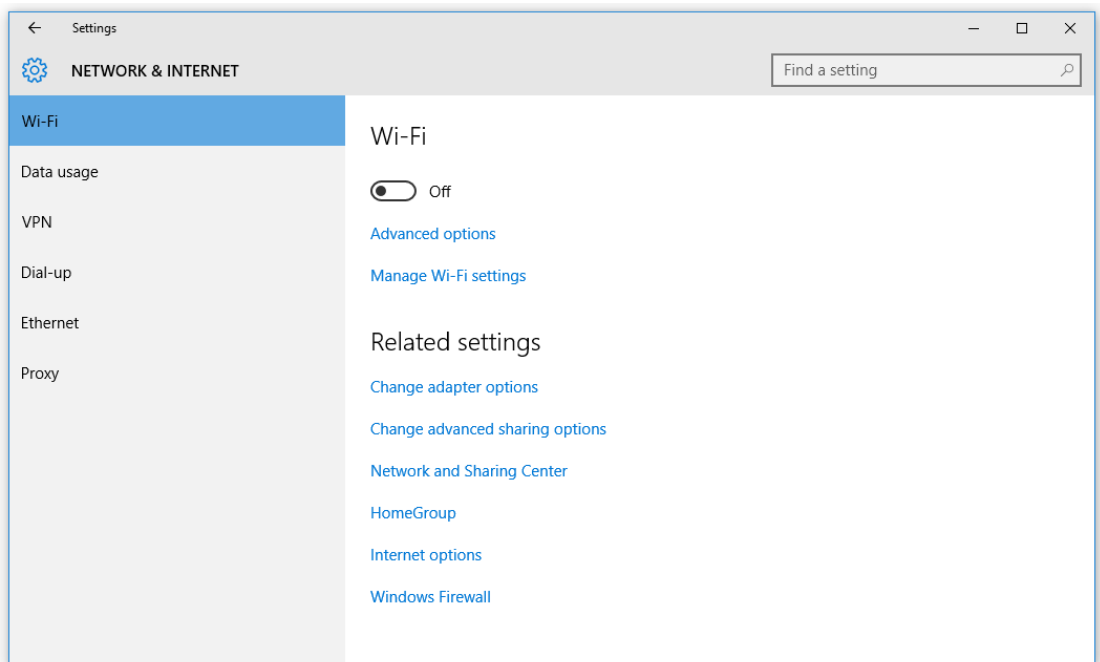 Settings
NETWORK & INTERNET
Find a setting
Wi-Fi
Data usage
VPN
Dial-up
Ethernet
Proxy
Wi-Fi
Off
Advanced options
Manage Wi-Fi settings
Related settings
Change adapter options
Change advanced sharing options
Network and Sharing Center
HomeGroup
Internet options
Windows Firewall